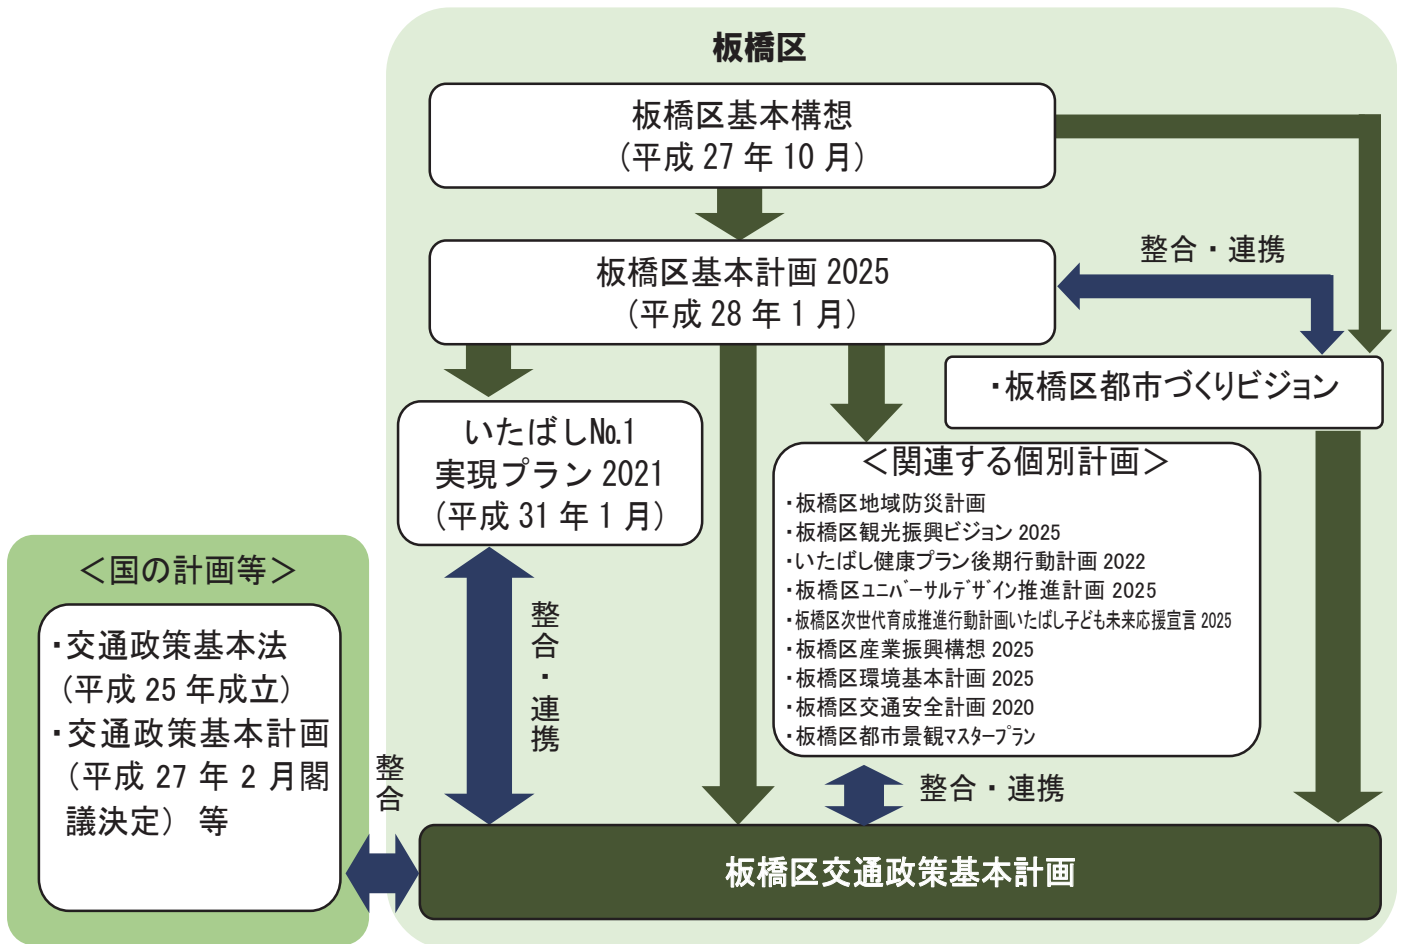 板橋区
板橋区基本構想
(平成 27 年 10 月)
板橋区基本計画 2025
(平成 28 年 1 月)
整合・連携
・板橋区都市づくりビジョン
いたばし№1
実現プラン 2021
(平成 31 年 1 月)
＜関連する個別計画＞
・板橋区地域防災計画
・板橋区観光振興ビジョン 2025
・いたばし健康プラン後期行動計画 2022
・板橋区ﾕﾆﾊﾞｰｻﾙﾃﾞｻﾞｲﾝ推進計画 2025
・板橋区次世代育成推進行動計画いたばし子ども未来応援宣言 2025
・板橋区産業振興構想 2025
・板橋区環境基本計画 2025
・板橋区交通安全計画 2020
・板橋区都市景観ﾏｽﾀｰﾌﾟﾗﾝ
＜国の計画等＞
・交通政策基本法
(平成 25 年成立)
・交通政策基本計画
(平成 27 年 2 月閣
議決定) 等
整合
整合・連携
整合・連携
板橋区交通政策基本計画